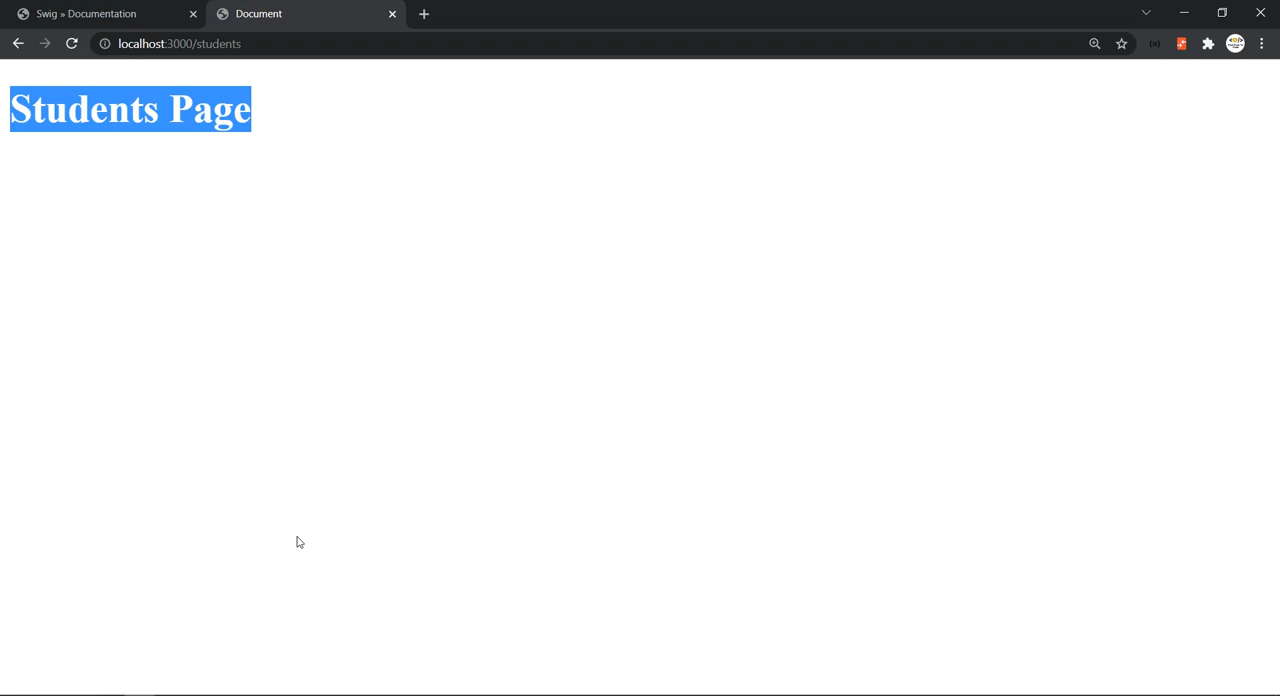 Swig » Documentation
Document
localhost:3000/students
Students Page